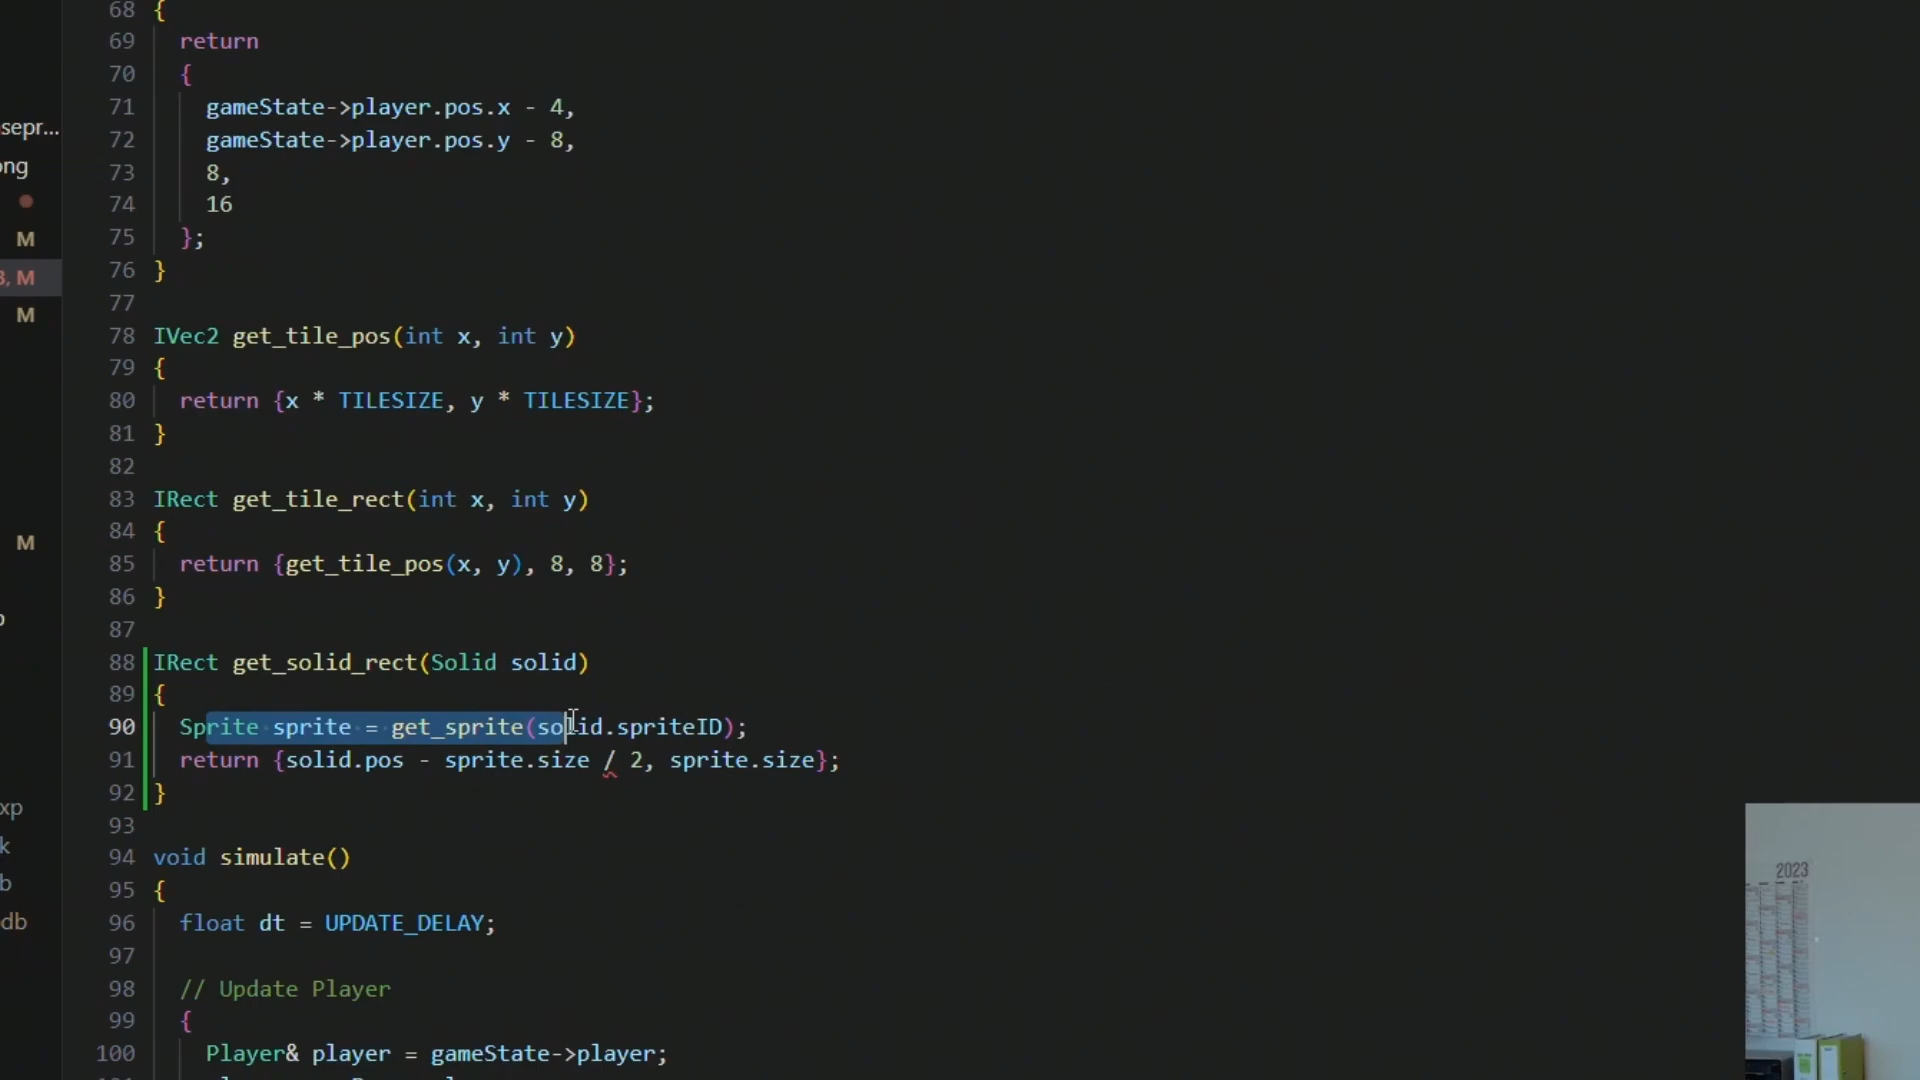 68 {
69 return
70 {
71 gameState->player.pos.x - 4,
72 gameState->player.pos.y - 8,
73 8,
74 16
75 };
76 }
77
78 IVec2 get_tile_pos(int x, int y)
79 {
80 return {x * TILESIZE, y * TILESIZE};
81 }
82
83 IRect get_tile_rect(int x, int y)
84 {
85 return {get_tile_pos(x, y), 8, 8};
86 }
87
88 IRect get_solid_rect(Solid solid)
89 {
90 Sprite sprite = get_sprite(solid.spriteID);
91 return {solid.pos - sprite.size / 2, sprite.size};
92 }
93
94 void simulate()
95 {
96 float dt = UPDATE_DELAY;
97
98 // Update Player
99 {
100 Player& player = gameState->player;
sepr...
ong
M
3, M
M
M
xp
k
b
db
2023